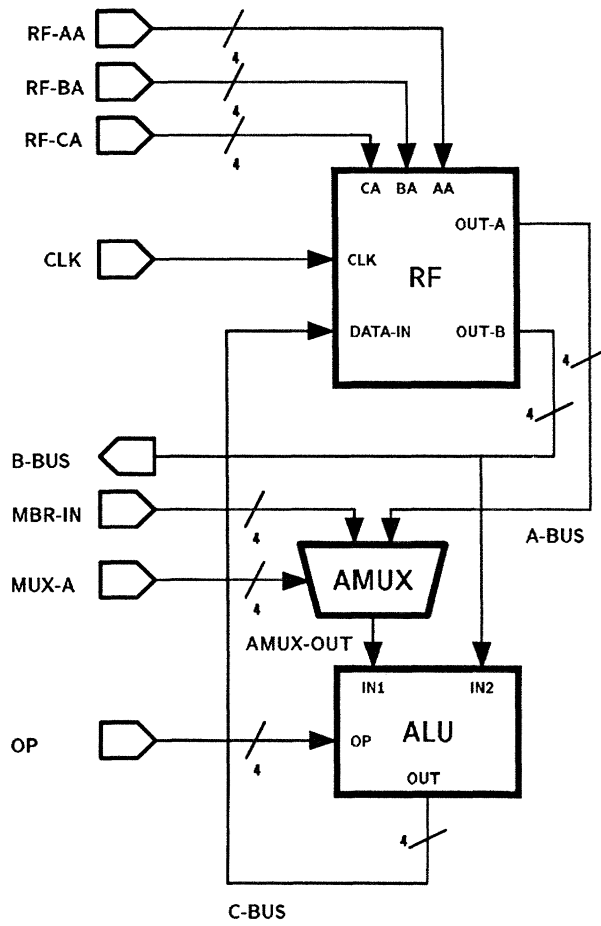 RF-AA
4
RF-BA
4
RF-CA
4
CA BA AA
OUT-A
CLK
CLK
RF
DATA-IN
OUT-B
4
4
B-BUS
MBR-IN
4
A-BUS
MUX-A
4
AMUX
AMUX-OUT
IN1
IN2
OP
4
OP
ALU
OUT
4
C-BUS